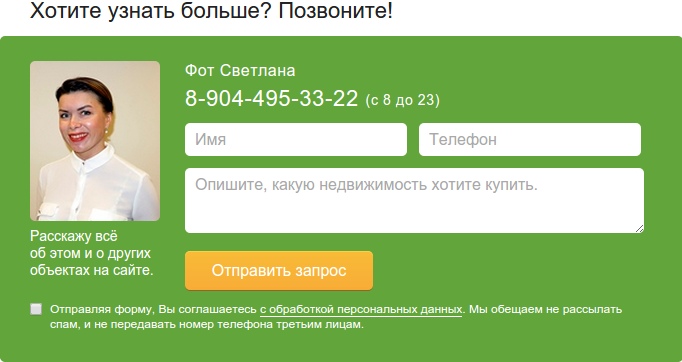 Хотите узнать больше? Позвоните!
Фот Светлана
8-904-495-33-22 (с 8 до 23)
Имя
Телефон
Опишите, какую недвижимость хотите купить.
Расскажу всё
об этом и о других
объектах на сайте.
Отправить запрос
Отправляя форму, Вы соглашаетесь с обработкой персональных данных. Мы обещаем не рассылать
спам, и не передавать номер телефона третьим лицам.